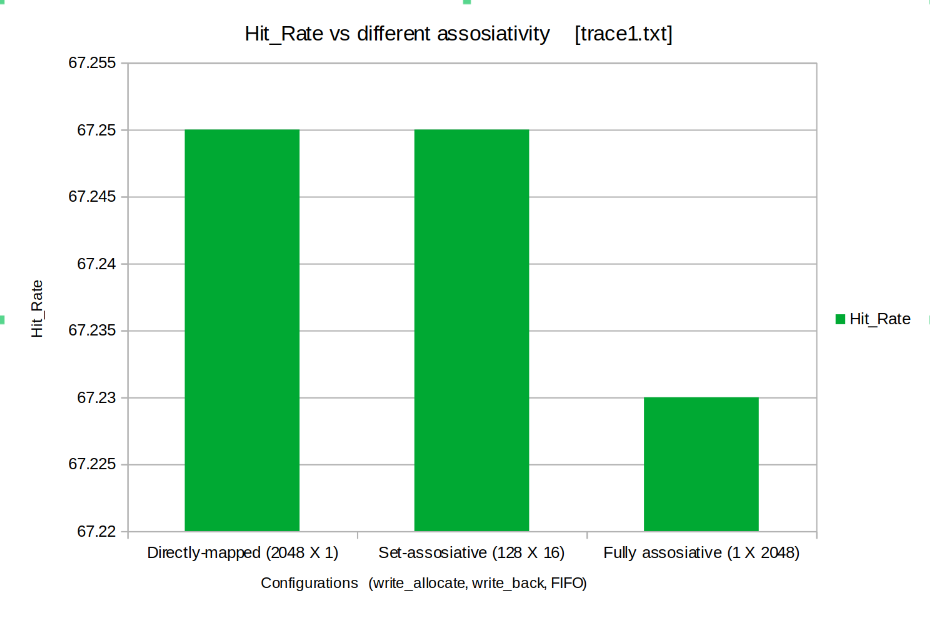 Hit_Rate vs different assosiativity [trace1.txt]
67.255
67.25
67.245
67.24
67.235
67.23
67.225
67.22
Hit_Rate
Hit_Rate
Directly-mapped (2048 X 1) Set-assosiative (128 X 16) Fully assosiative (1 X 2048)
Configurations (write_allocate, write_back, FIFO)